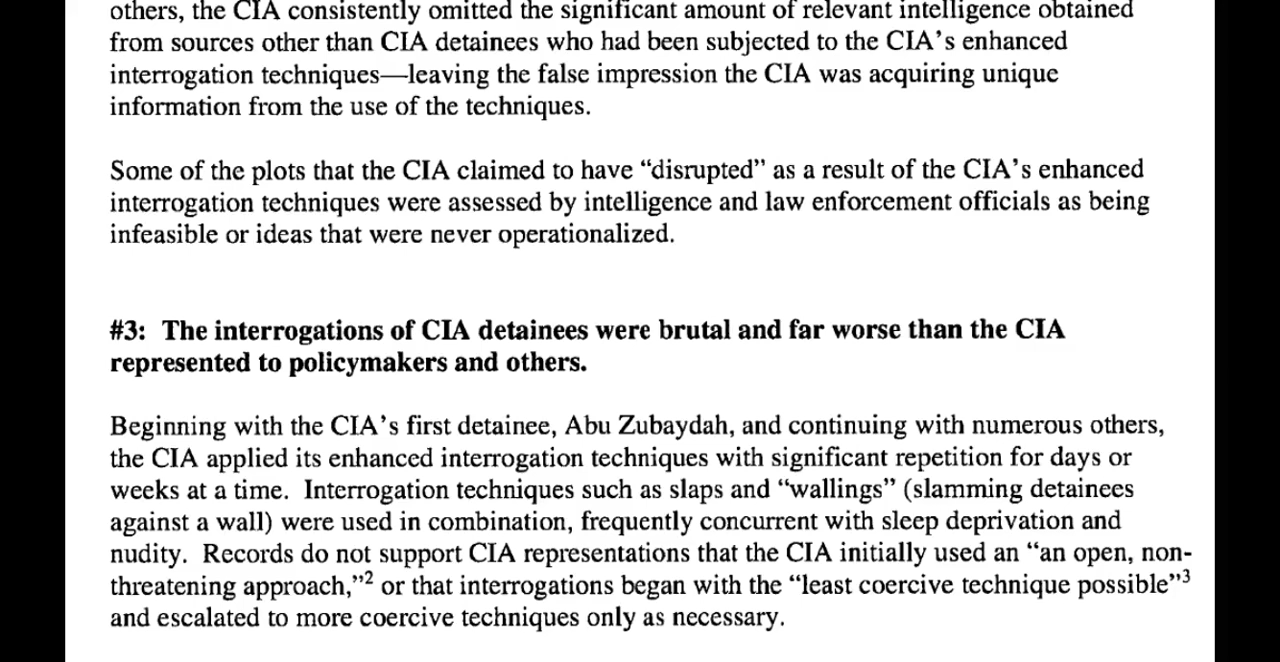 others, the CIA consistently omitted the significant amount of relevant intelligence obtained
from sources other than CIA detainees who had been subjected to the CIA's enhanced
interrogation techniques—leaving the false impression the CIA was acquiring unique
information from the use of the techniques.
Some of the plots that the CIA claimed to have “disrupted” as a result of the CIA's enhanced
interrogation techniques were assessed by intelligence and law enforcement officials as being
infeasible or ideas that were never operationalized.
#3: The interrogations of CIA detainees were brutal and far worse than the CIA
represented to policymakers and others.
Beginning with the CIA's first detainee, Abu Zubaydah, and continuing with numerous others,
the CIA applied its enhanced interrogation techniques with significant repetition for days or
weeks at a time. Interrogation techniques such as slaps and “wallings” (slamming detainees
against a wall) were used in combination, frequently concurrent with sleep deprivation and
nudity. Records do not support CIA representations that the CIA initially used an “an open, non-
threatening approach,”² or that interrogations began with the “least coercive technique possible”³
and escalated to more coercive techniques only as necessary.